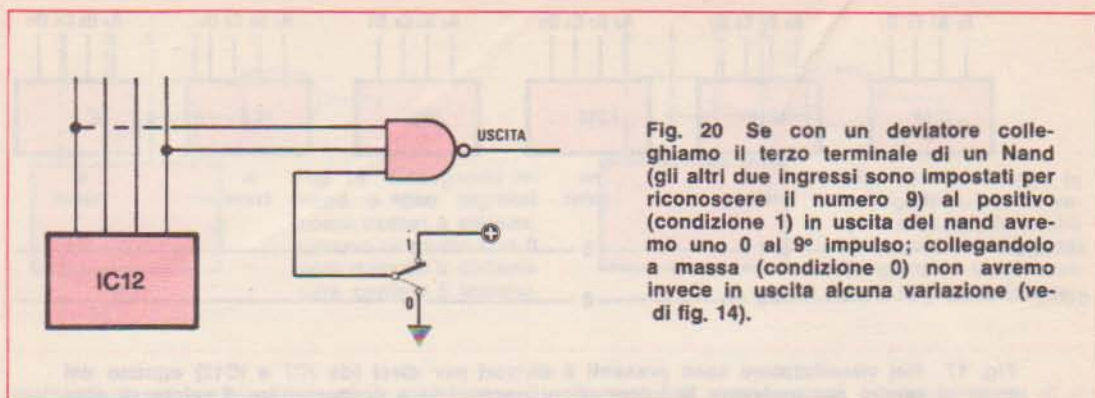 USCITA
IC12
1
0
Fig. 20 Se con un deviatore colle-
ghiamo il terzo terminale di un Nand
(gli altri due ingressi sono impostati per
riconoscere il numero 9) al positivo
(condizione 1) in uscita del nand avre-
mo uno 0 al 9º impulso; collegandolo
a massa (condizione 0) non avremo
invece in uscita alcuna variazione (ve-
di fig. 14).